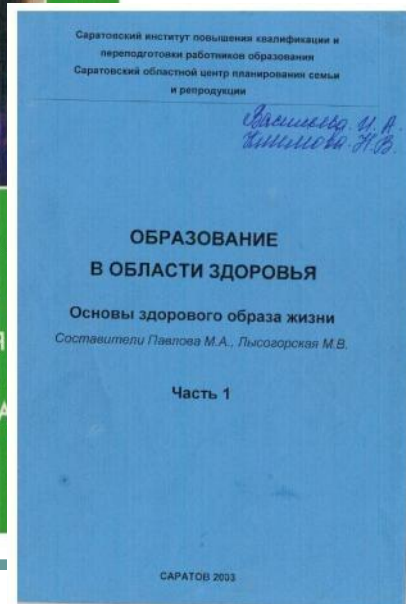 Саратовский институт повышения квалификации и
переподготовки работников образования
Саратовский областной центр планирования семьи
и репродукции
Васильева. И. А.
Климова. Н. В.
ОБРАЗОВАНИЕ
В ОБЛАСТИ ЗДОРОВЬЯ
Основы здорового образа жизни
Составители Павлова М.А., Лысогорская М.В.
Часть 1
САРАТОВ 2003